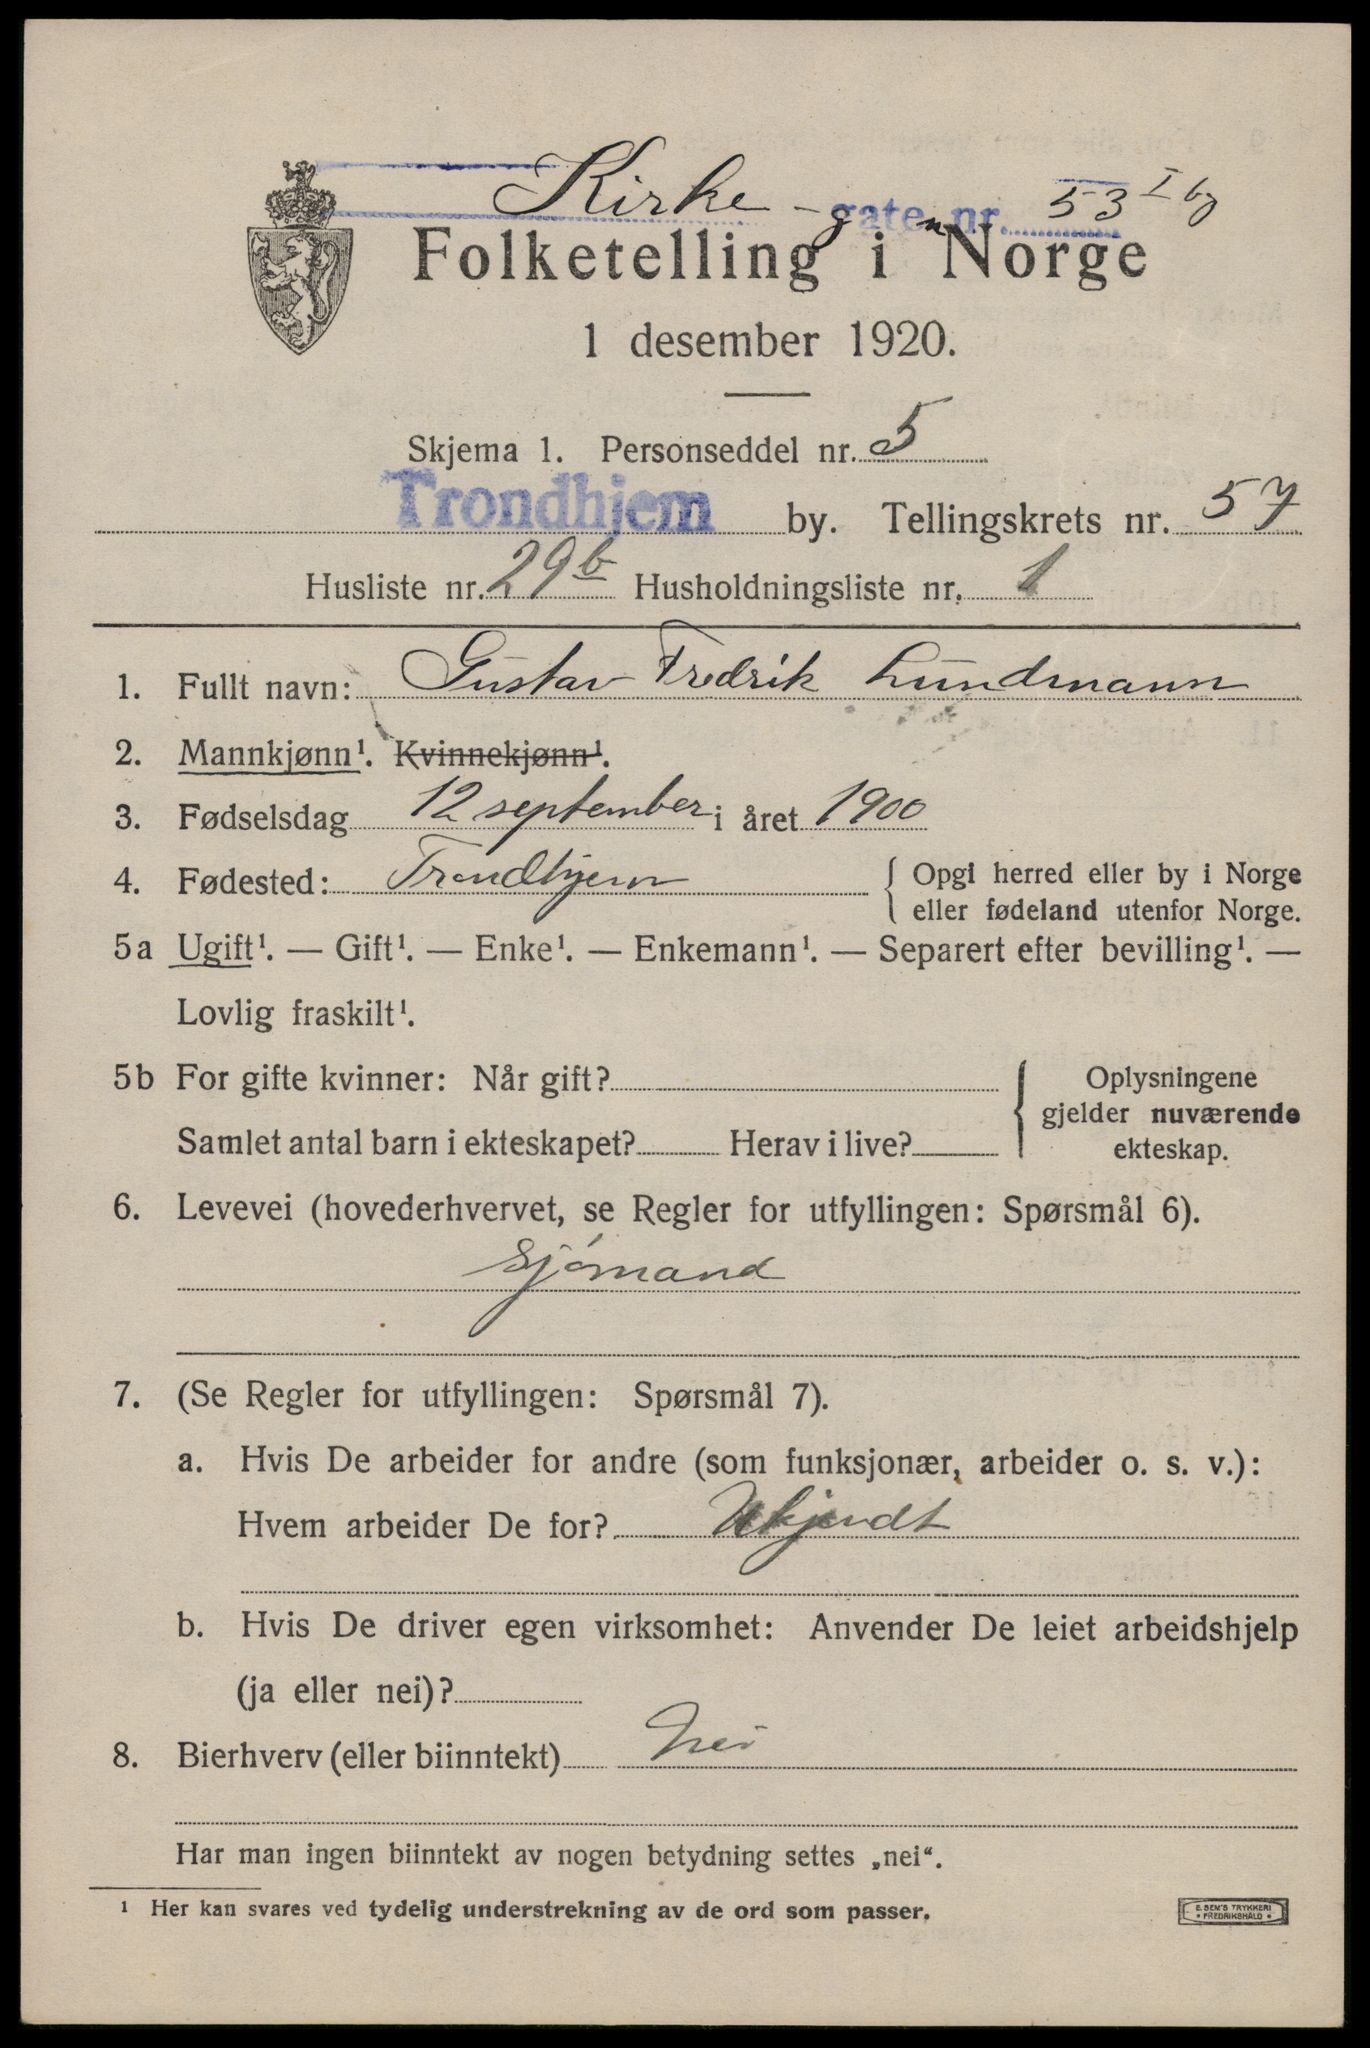 Kirke-gaten nr. 53 I by
Folketelling i Norge
1 desember 1920.
Skjema 1. Personseddel nr. 5
Trondhjem by. Tellingskrets nr. 57
Husliste nr. 29b Husholdningsliste nr. 1
1. Fullt navn: Gustav Fredrik Lundmann
2. Mannkjønn¹. Kvinnekjønn¹.
3. Fødselsdag 12 september i året 1900
4. Fødested: Trondhjem { Opgi herred eller by i Norge
eller fødeland utenfor Norge.
5a Ugift¹. — Gift¹. — Enke¹. — Enkemann¹. — Separert efter bevilling¹. —
Lovlig fraskilt¹.
5b For gifte kvinner: Når gift? { Oplysningene
gjelder nuværende
Samlet antal barn i ekteskapet? Herav i live?
ekteskap.
6. Levevei (hovederhvervet, se Regler for utfyllingen: Spørsmål 6).
Sjømand
7. (Se Regler for utfyllingen: Spørsmål 7).
a. Hvis De arbeider for andre (som funksjonær, arbeider o. s. v.):
Hvem arbeider De for? Ukjendt
b. Hvis De driver egen virksomhet: Anvender De leiet arbeidshjelp
(ja eller nei)?
8. Bierhverv (eller biinntekt) Nei
Har man ingen biinntekt av nogen betydning settes „nei“.
¹ Her kan svares ved tydelig understrekning av de ord som passer.
E. SEM'S TRYKKERI
• FREDRIKSHALD •